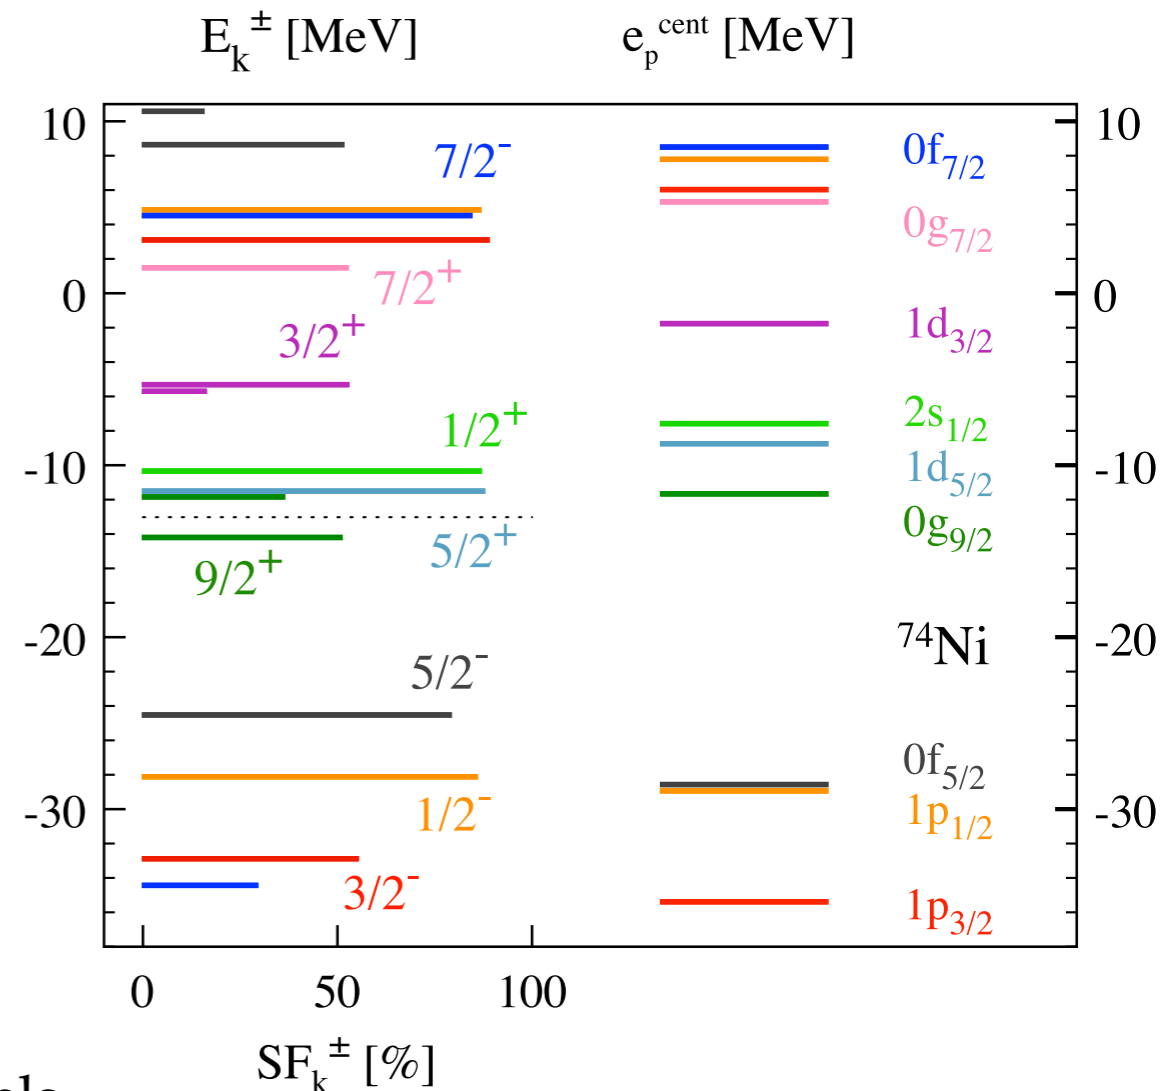 E_k^± [MeV] e_p^cent [MeV]
10 10
7/2⁻ 0f_7/2
0g_7/2
7/2⁺
0 0
3/2⁺ 1d_3/2
1/2⁺ 2s_1/2
-10 -10
1d_5/2
5/2⁺ 0g_9/2
9/2⁺
-20 -20
⁷⁴Ni
5/2⁻
0f_5/2
-30 1/2⁻ 1p_1/2 -30
3/2⁻ 1p_3/2
0 50 100
SF_k^± [%]